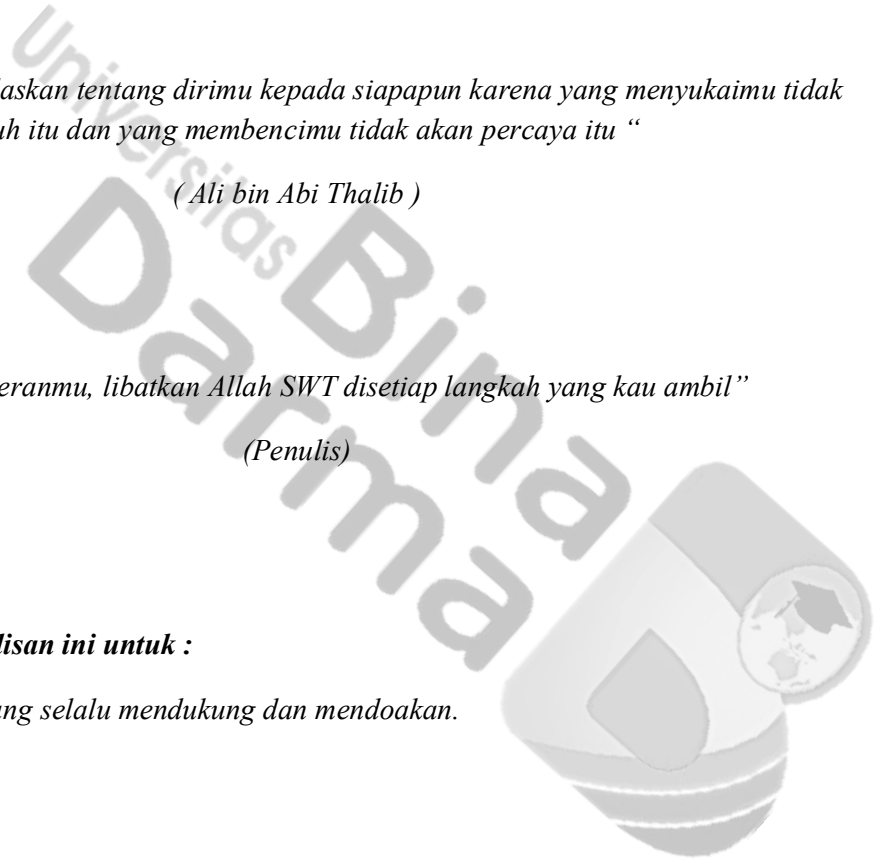 laskan tentang dirimu kepada siapapun karena yang menyukaimu tidak
uh itu dan yang membencimu tidak akan percaya itu “
( Ali bin Abi Thalib )
eranmu, libatkan Allah SWT disetiap langkah yang kau ambil”
(Penulis)
lisan ini untuk :
ang selalu mendukung dan mendoakan.
Universitas
Bina
Darma